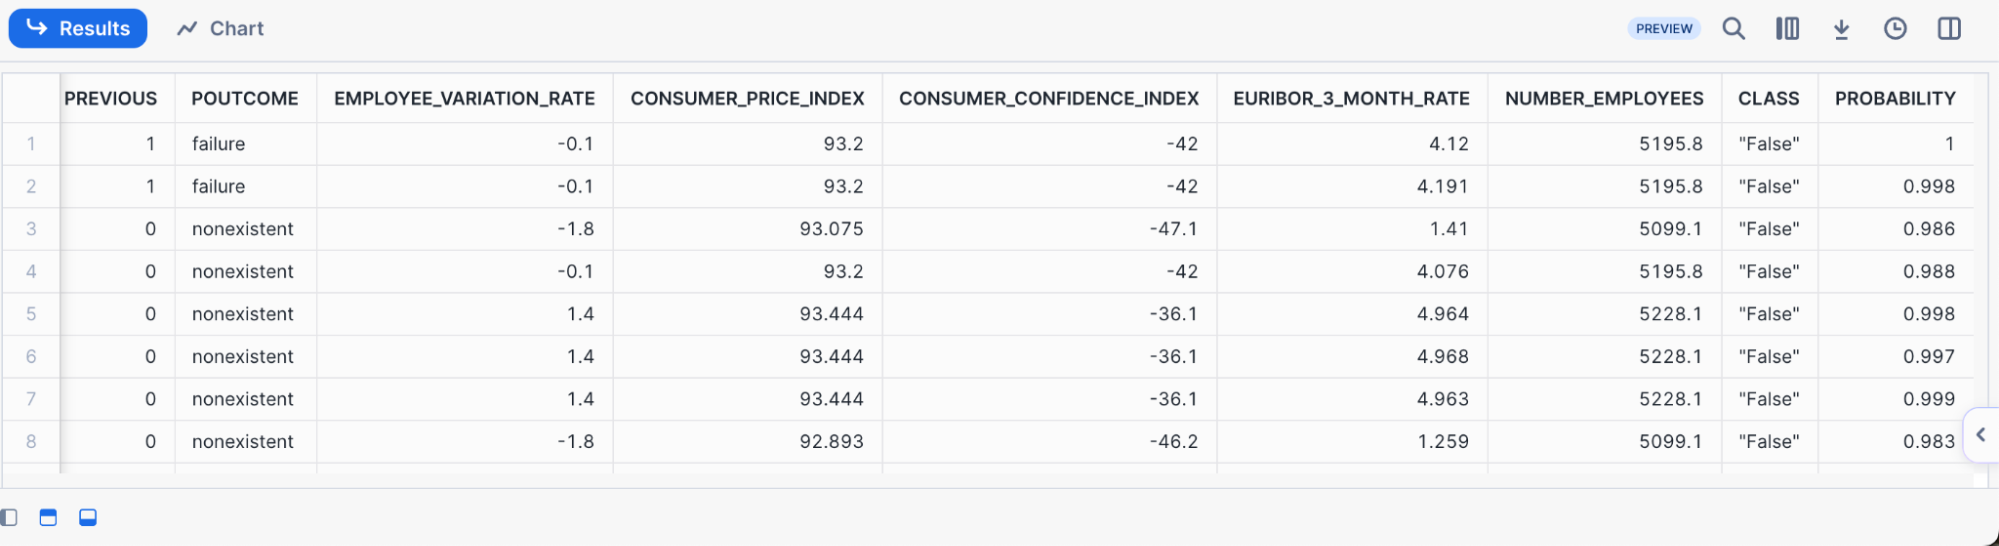 Results Chart PREVIEW
PREVIOUS POUTCOME EMPLOYEE_VARIATION_RATE CONSUMER_PRICE_INDEX CONSUMER_CONFIDENCE_INDEX EURIBOR_3_MONTH_RATE NUMBER_EMPLOYEES CLASS PROBABILITY
1 1 failure -0.1 93.2 -42 4.12 5195.8 "False" 1
2 1 failure -0.1 93.2 -42 4.191 5195.8 "False" 0.998
3 0 nonexistent -1.8 93.075 -47.1 1.41 5099.1 "False" 0.986
4 0 nonexistent -0.1 93.2 -42 4.076 5195.8 "False" 0.988
5 0 nonexistent 1.4 93.444 -36.1 4.964 5228.1 "False" 0.998
6 0 nonexistent 1.4 93.444 -36.1 4.968 5228.1 "False" 0.997
7 0 nonexistent 1.4 93.444 -36.1 4.963 5228.1 "False" 0.999
8 0 nonexistent -1.8 92.893 -46.2 1.259 5099.1 "False" 0.983